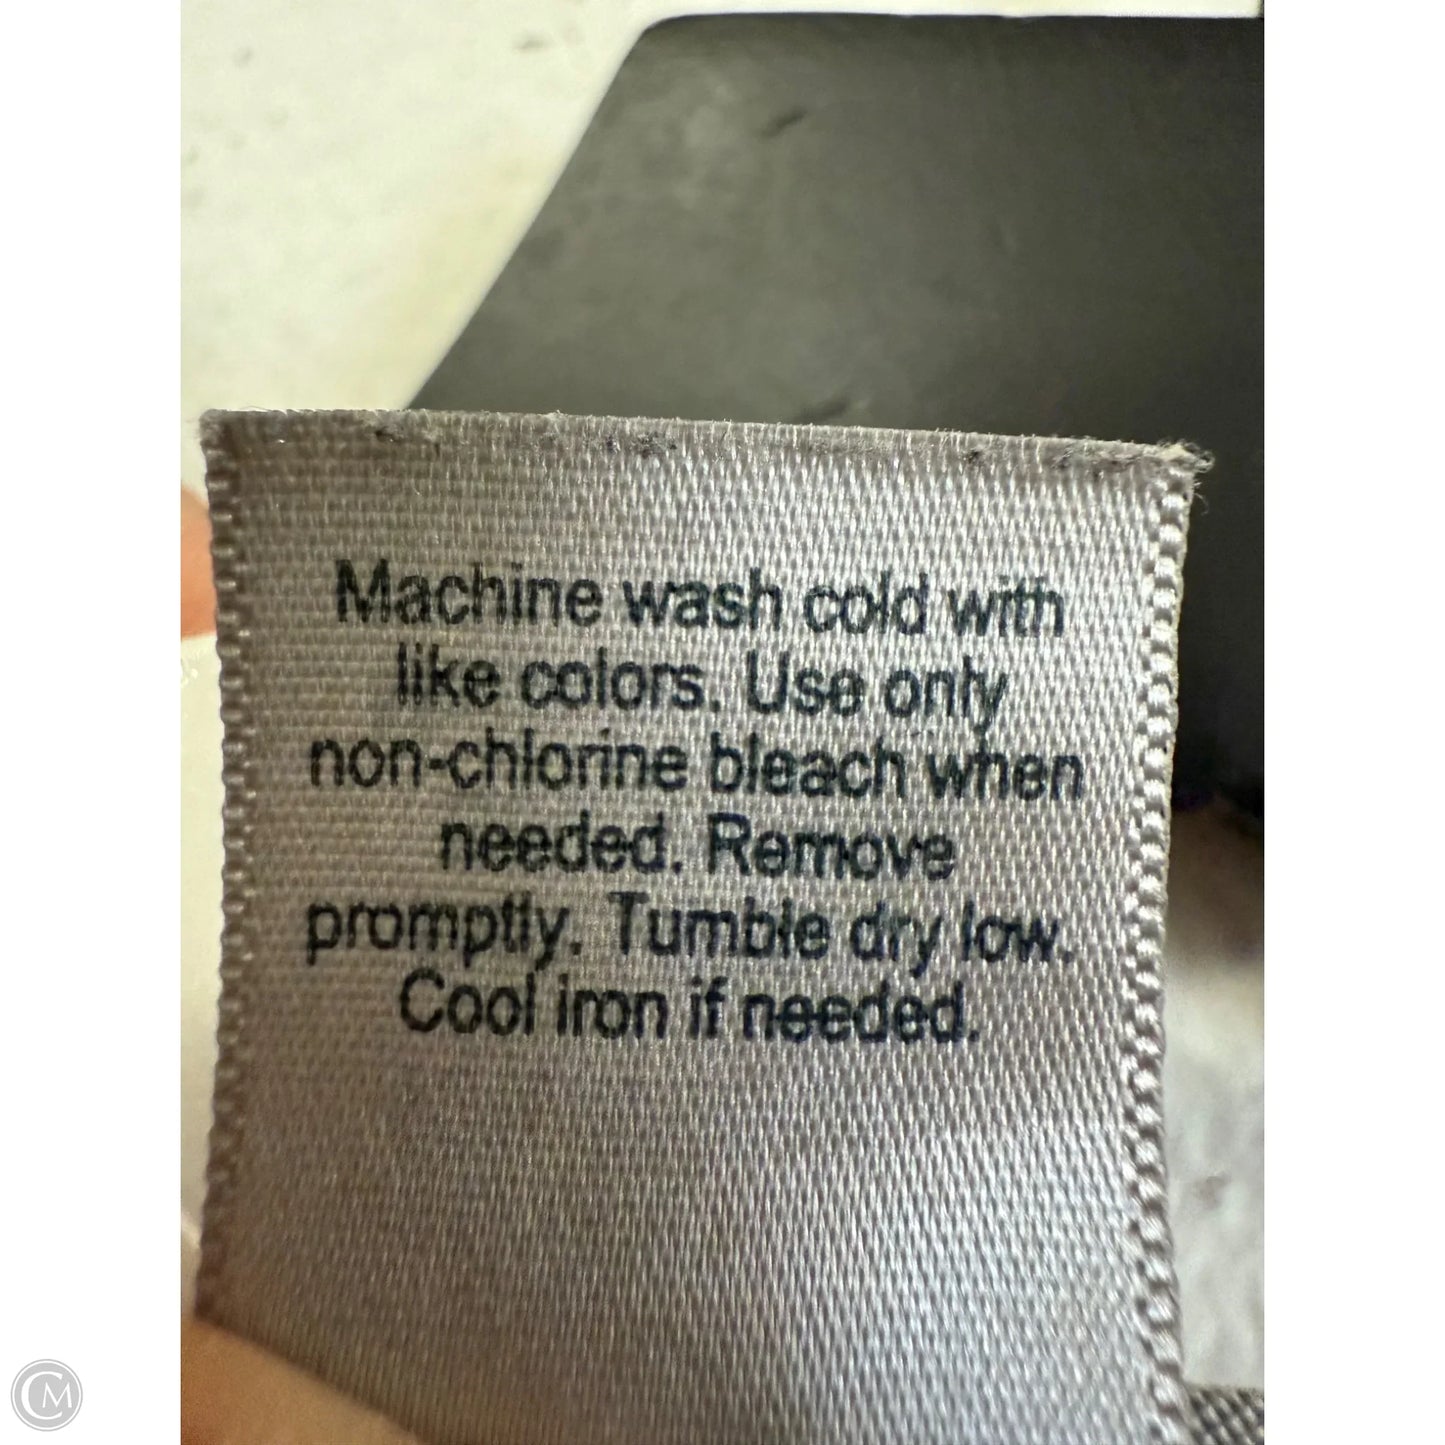 Machine wash cold with
like colors. Use only
non-chlorine bleach when
needed. Remove
promptly. Tumble dry low.
Cool iron if needed.
CM